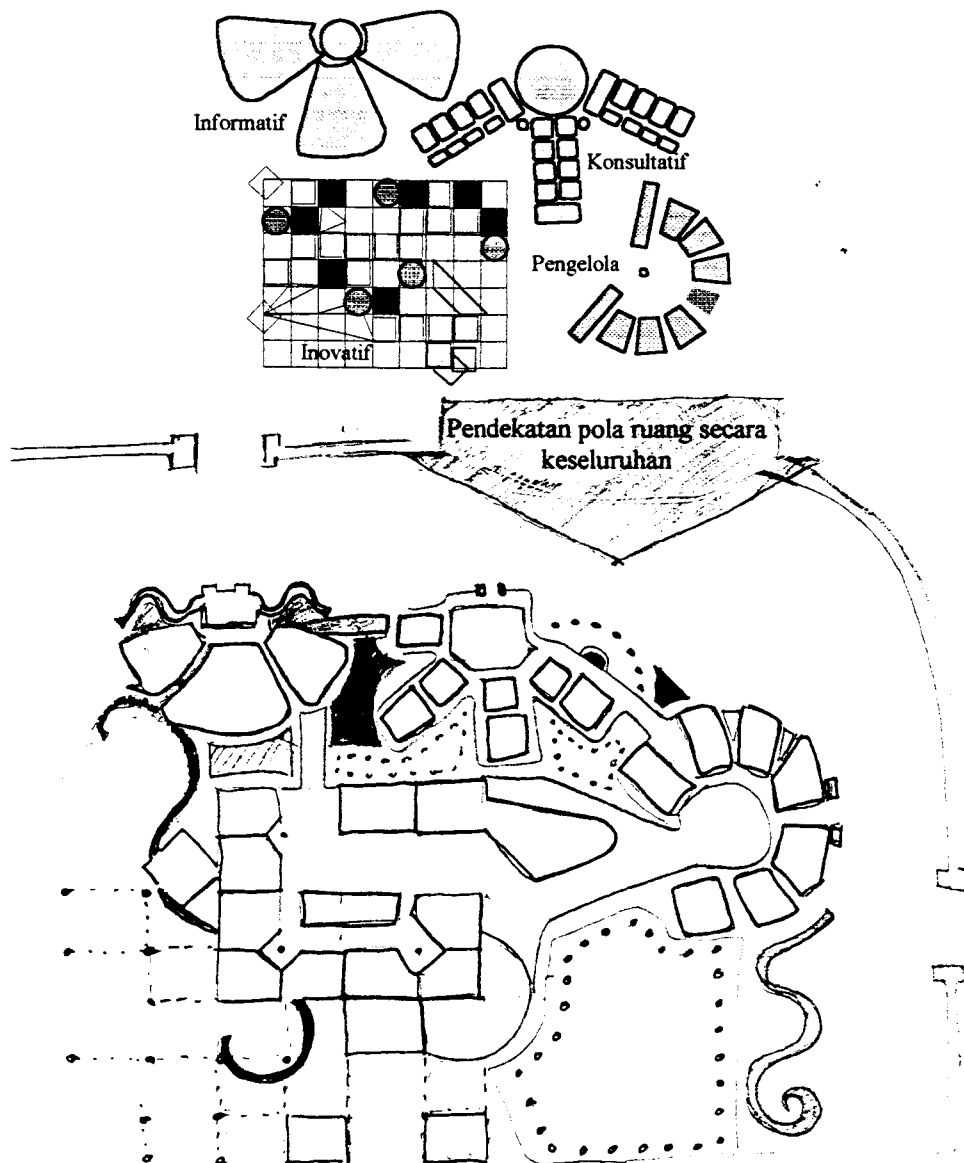 Informatif
Konsultatif
Pengelola
Inovatif
Pendekatan pola ruang secara
keseluruhan